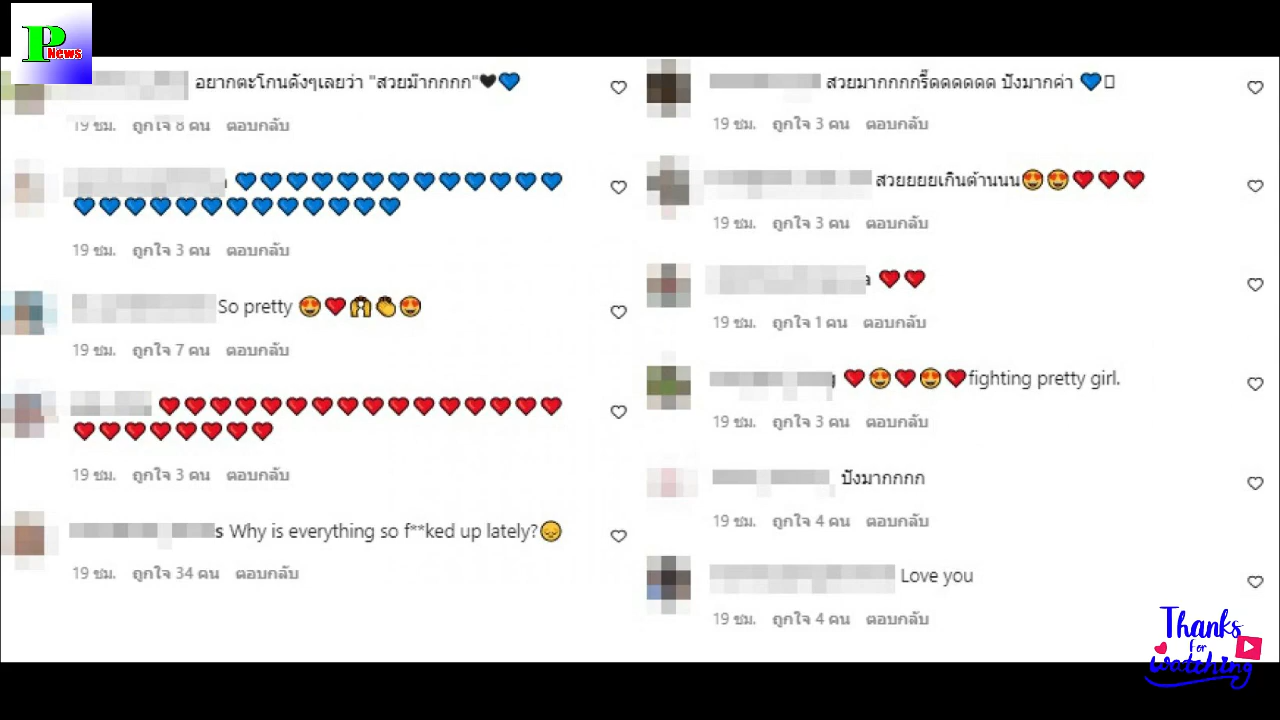 P News
อยากตะโกนดังๆเลยว่า "สวยม๊ากกกก"🖤💙
19 ชม. ถูกใจ 8 คน ตอบกลับ
💙💙💙💙💙💙💙💙💙💙💙💙💙
💙💙💙💙💙💙💙💙💙💙💙💙💙
19 ชม. ถูกใจ 3 คน ตอบกลับ
So pretty 😍❤️🙌👏😍
19 ชม. ถูกใจ 7 คน ตอบกลับ
❤️❤️❤️❤️❤️❤️❤️❤️❤️❤️❤️❤️❤️❤️❤️❤️
❤️❤️❤️❤️❤️❤️❤️❤️
19 ชม. ถูกใจ 3 คน ตอบกลับ
s Why is everything so f**ked up lately?😞
19 ชม. ถูกใจ 34 คน ตอบกลับ
สวยมากกกกรี๊ดดดดดดด ปังมากค่า 💙
19 ชม. ถูกใจ 3 คน ตอบกลับ
สวยยยยเกินต้านนน😍😍❤️❤️❤️
19 ชม. ถูกใจ 3 คน ตอบกลับ
a ❤️❤️
19 ชม. ถูกใจ 1 คน ตอบกลับ
❤️😍❤️😍❤️fighting pretty girl.
19 ชม. ถูกใจ 3 คน ตอบกลับ
ปังมากกกก
19 ชม. ถูกใจ 4 คน ตอบกลับ
Love you
19 ชม. ถูกใจ 4 คน ตอบกลับ
Thanks
for
watching